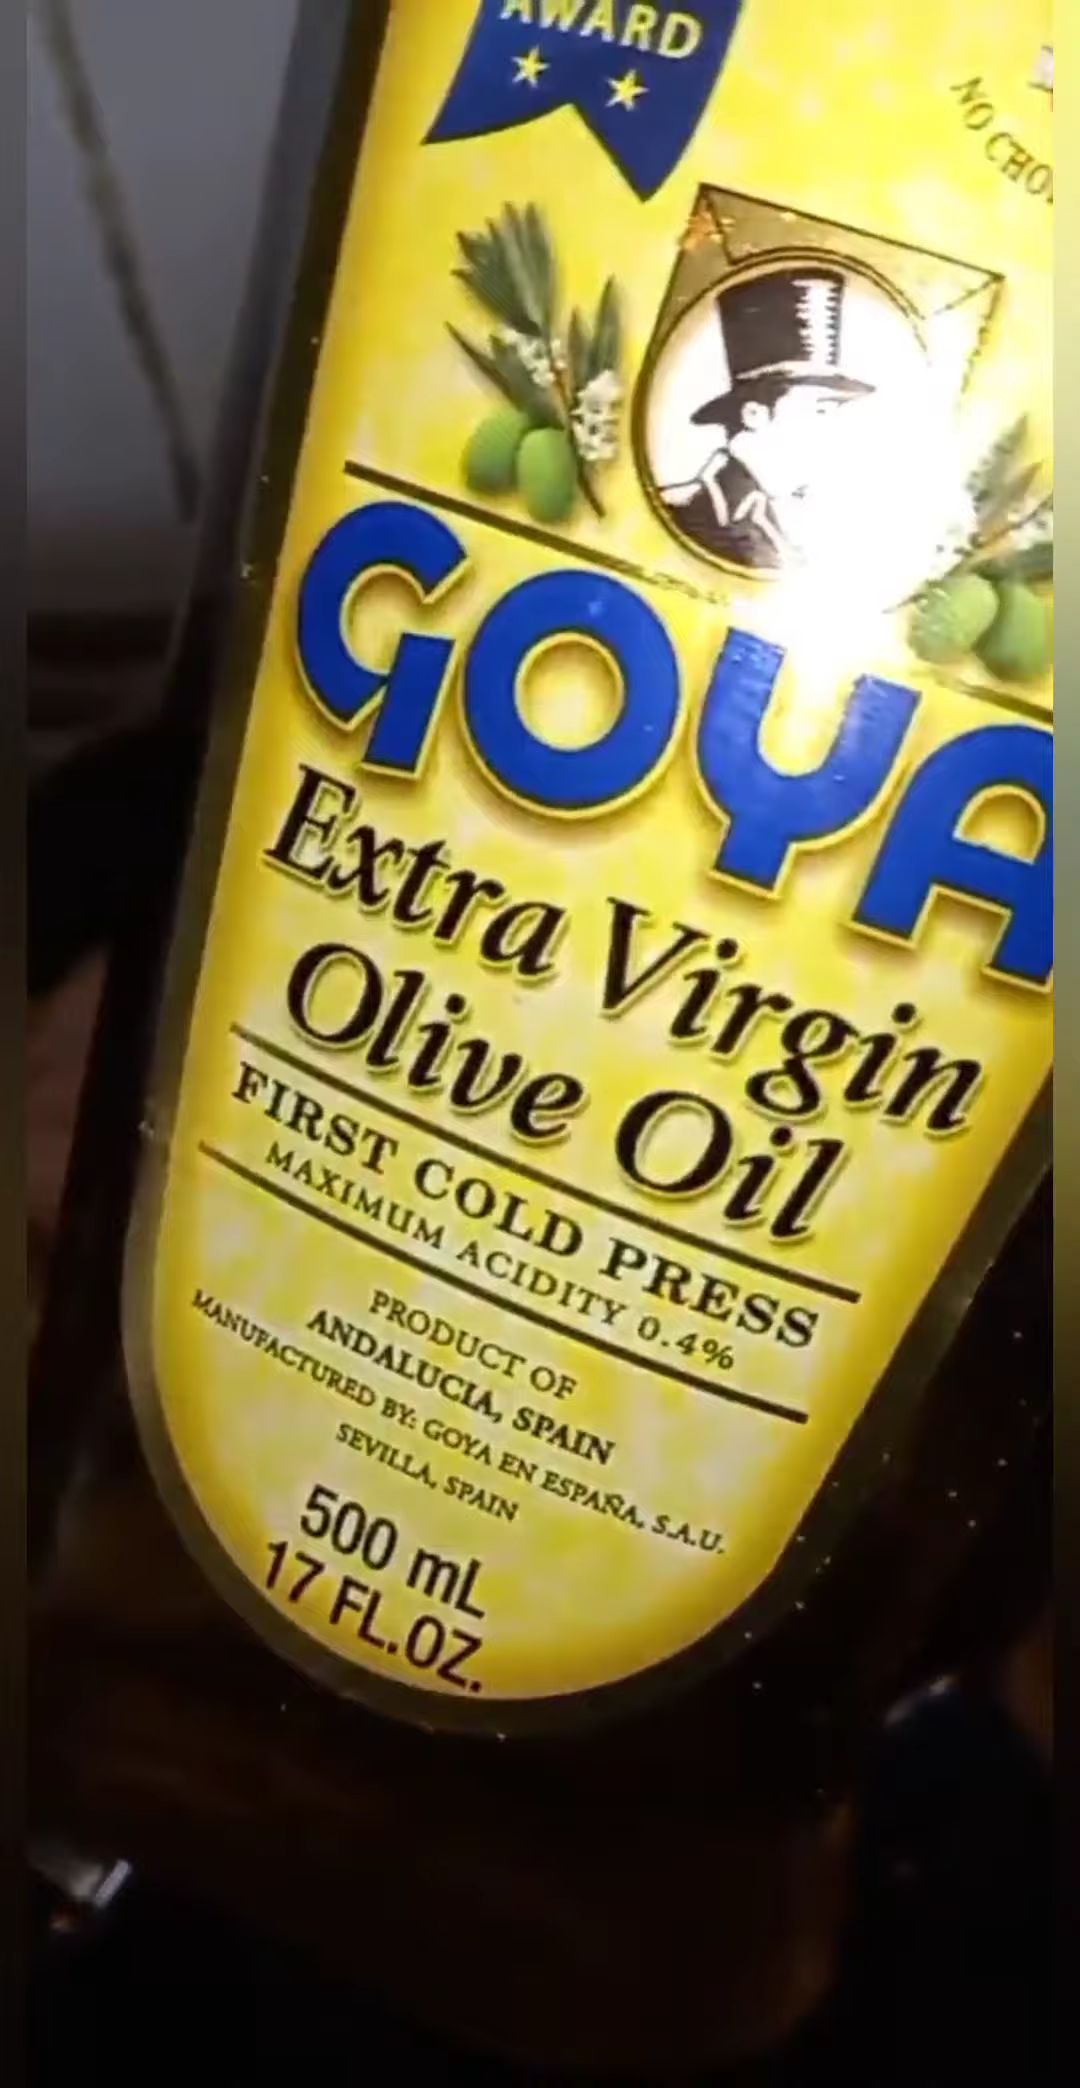 AWARD
NO CHO
GOYA
Extra Virgin
Olive Oil
FIRST COLD PRESS
MAXIMUM ACIDITY 0.4%
PRODUCT OF
ANDALUCIA, SPAIN
MANUFACTURED BY: GOYA EN ESPAÑA, S.A.U.
SEVILLA, SPAIN
500 mL
17 FL.OZ.